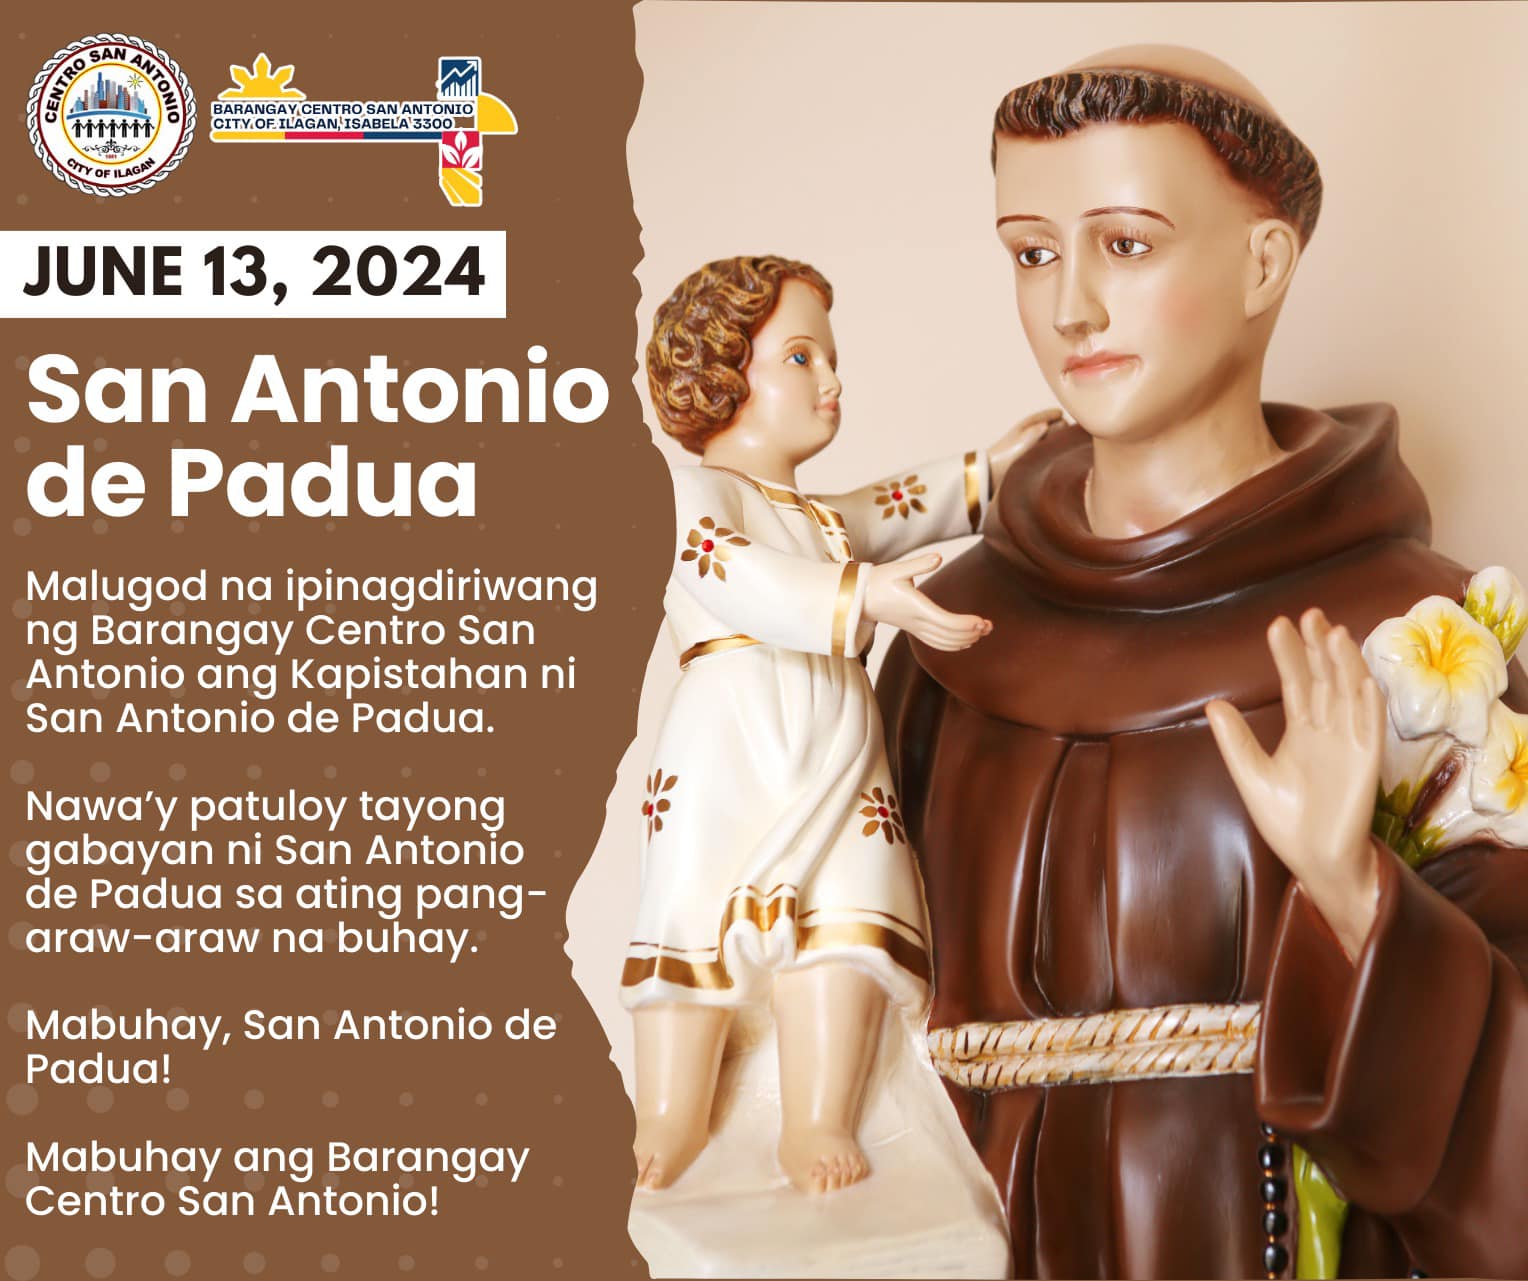 CENTRO SAN ANTONIO
CITY OF ILAGAN
1961
BARANGAY CENTRO SAN ANTONIO
CITY OF ILAGAN, ISABELA 3300
JUNE 13, 2024
San Antonio
de Padua
Malugod na ipinagdiriwang
ng Barangay Centro San
Antonio ang Kapistahan ni
San Antonio de Padua.
Nawa’y patuloy tayong
gabayan ni San Antonio
de Padua sa ating pang-
araw-araw na buhay.
Mabuhay, San Antonio de
Padua!
Mabuhay ang Barangay
Centro San Antonio!